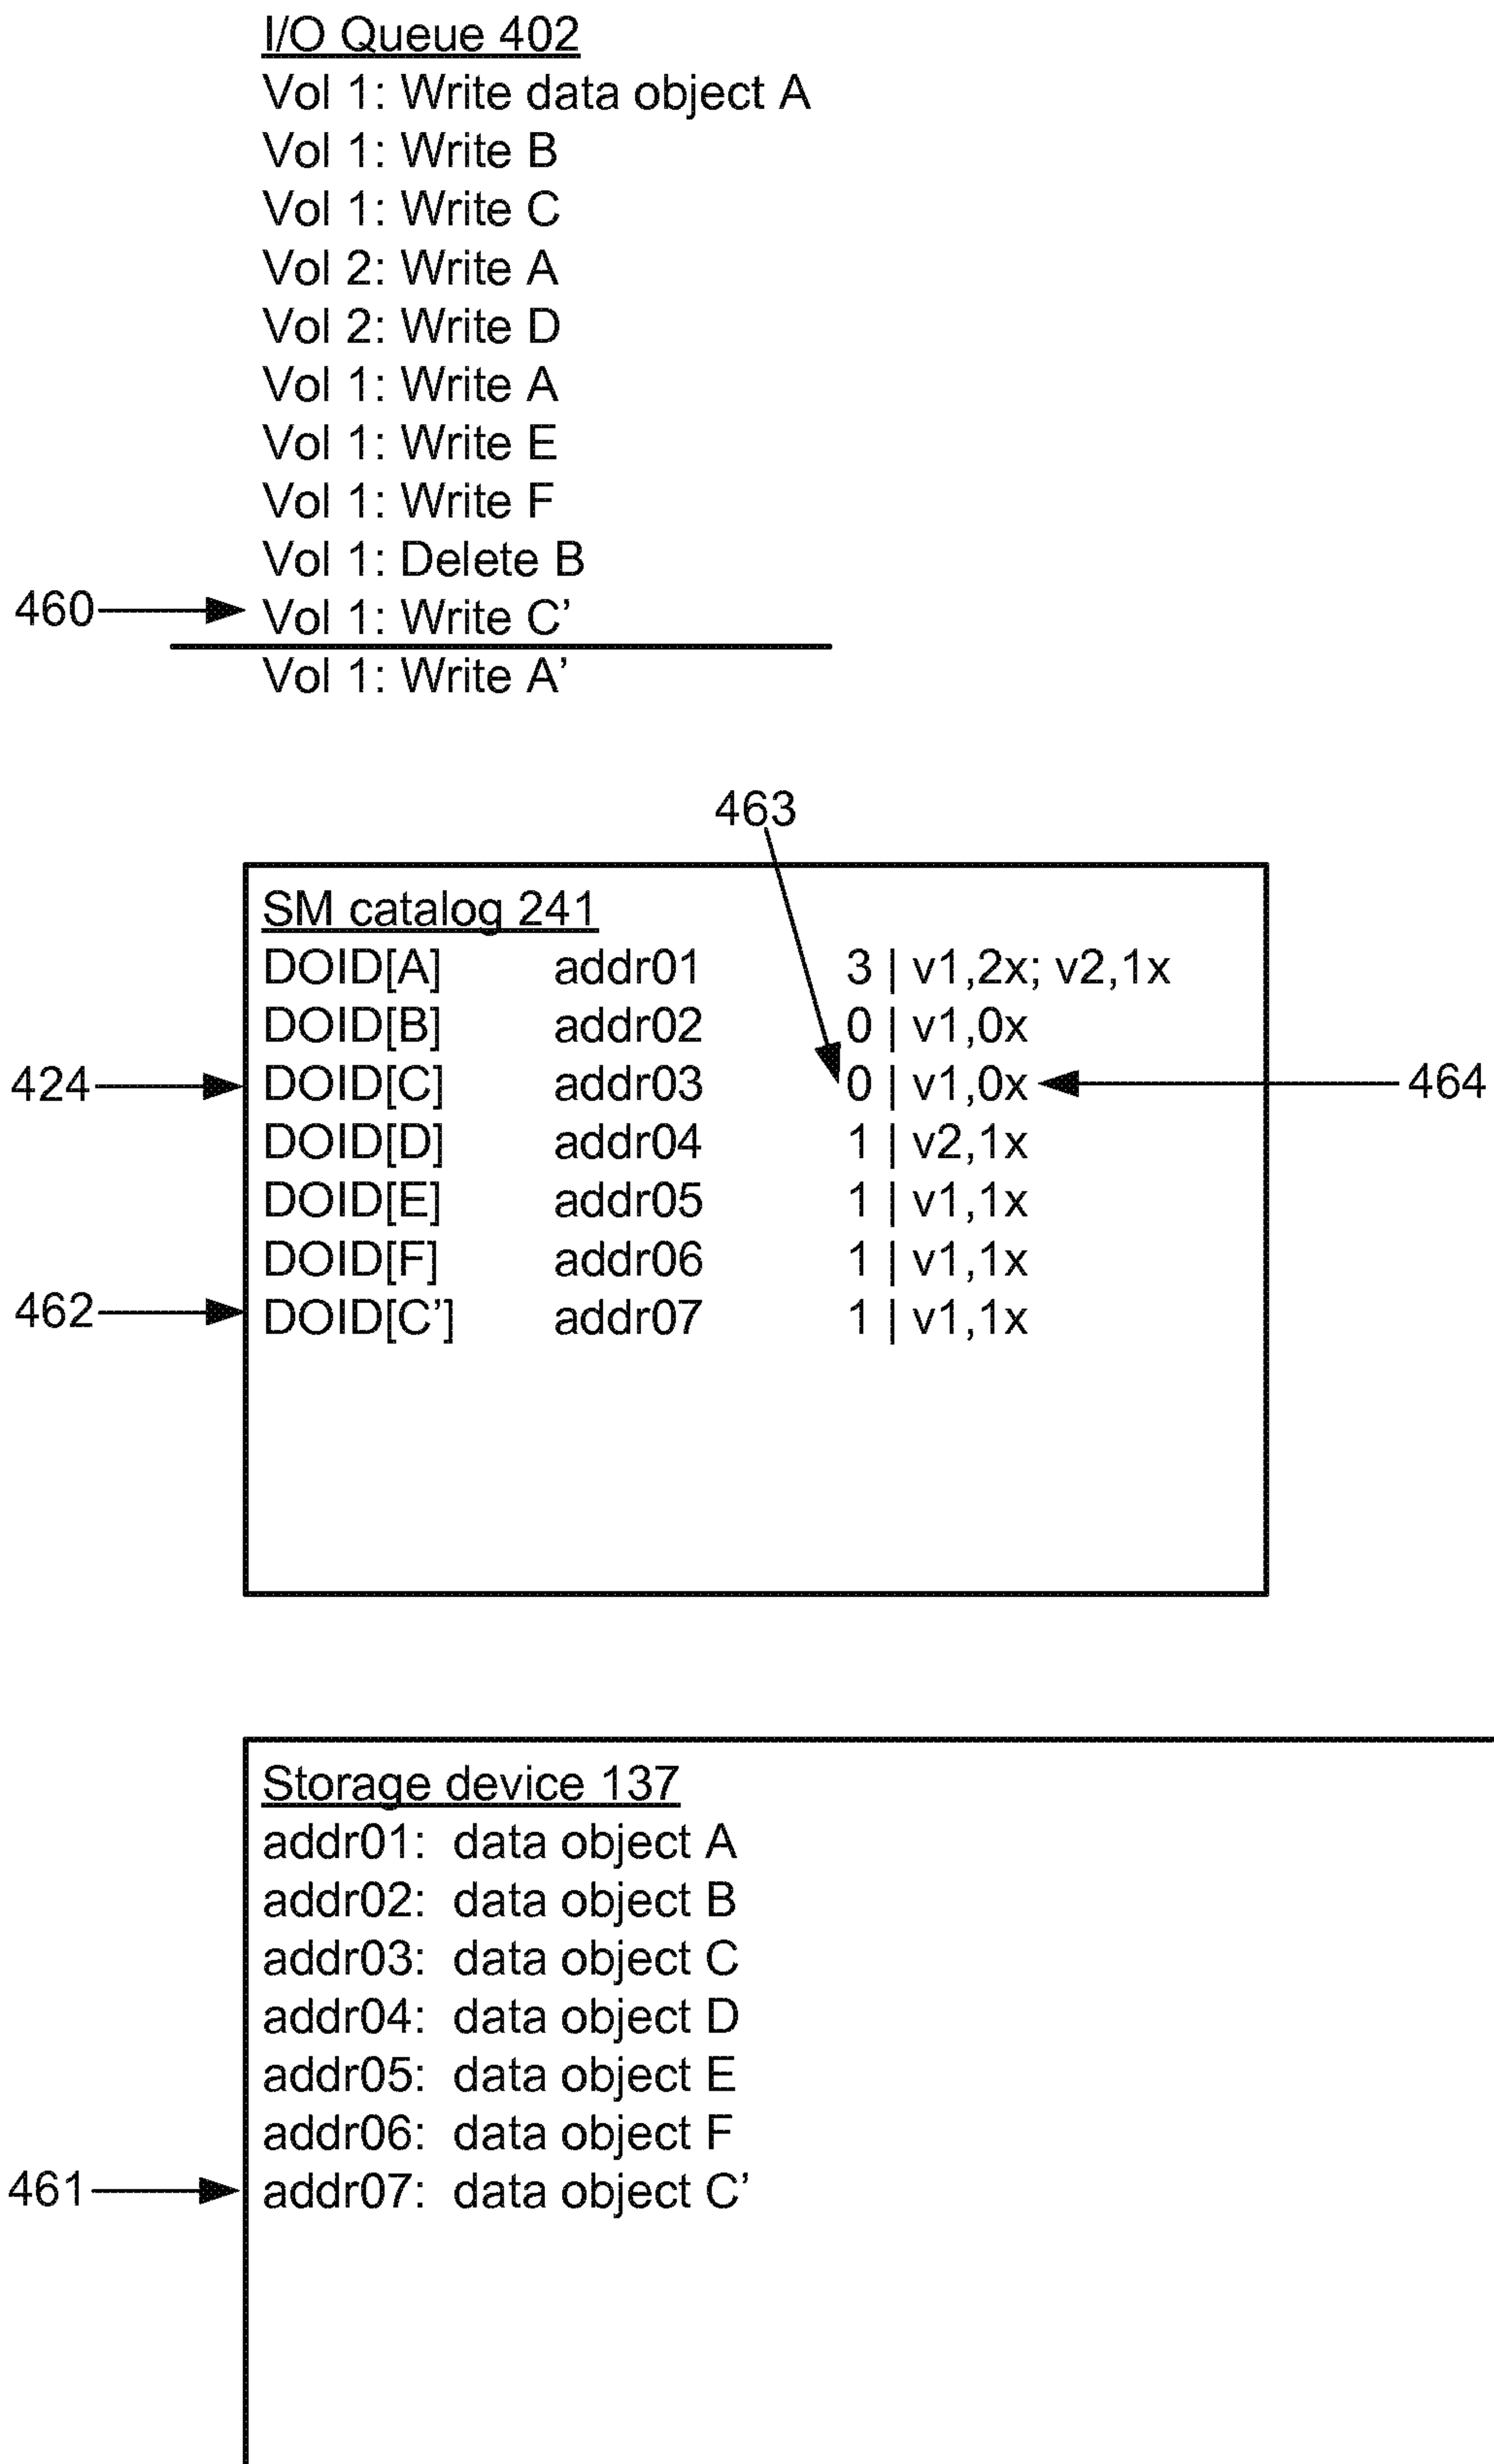 I/O Queue 402
Vol 1: Write data object A
Vol 1: Write B
Vol 1: Write C
Vol 2: Write A
Vol 2: Write D
Vol 1: Write A
Vol 1: Write E
Vol 1: Write F
Vol 1: Delete B
460 Vol 1: Write C’
Vol 1: Write A’
463
SM catalog 241
DOID[A] addr01 3 | v1,2x; v2,1x
DOID[B] addr02 0 | v1,0x
424 DOID[C] addr03 0 | v1,0x 464
DOID[D] addr04 1 | v2,1x
DOID[E] addr05 1 | v1,1x
DOID[F] addr06 1 | v1,1x
462 DOID[C’] addr07 1 | v1,1x
Storage device 137
addr01: data object A
addr02: data object B
addr03: data object C
addr04: data object D
addr05: data object E
addr06: data object F
461 addr07: data object C’